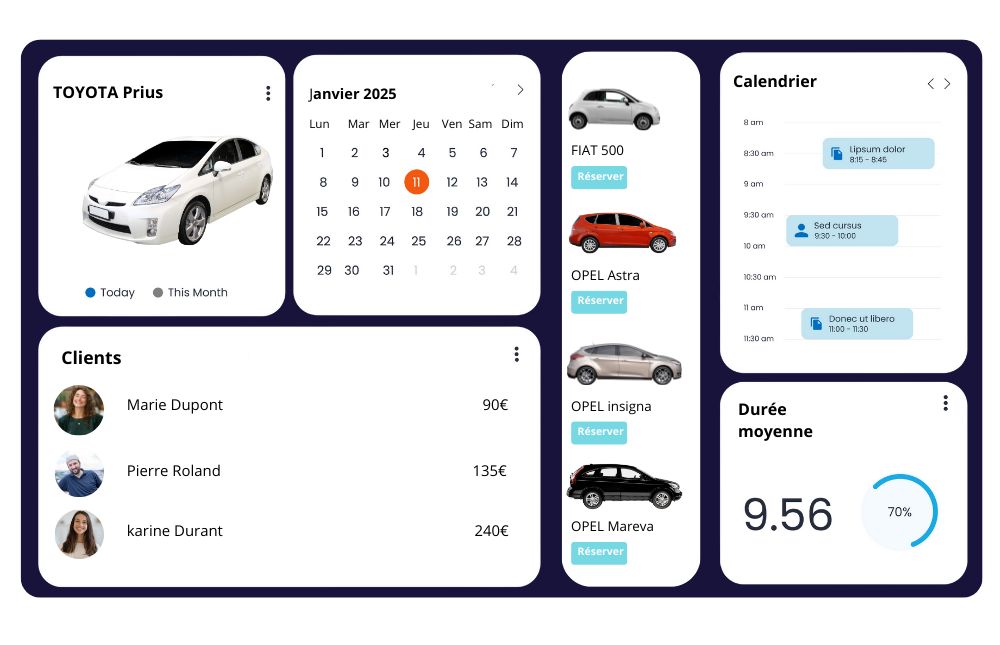 TOYOTA Prius
Today
This Month
Janvier 2025
Lun Mar Mer Jeu Ven Sam Dim
1 2 3 4 5 6 7
8 9 10 11 12 13 14
15 16 17 18 19 20 21
22 23 24 25 26 27 28
29 30 31 1 2 3 4
Clients
Marie Dupont 90€
Pierre Roland 135€
karine Durant 240€
FIAT 500
Réserver
OPEL Astra
Réserver
OPEL insigna
Réserver
OPEL Mareva
Réserver
Calendrier
8 am
8:30 am
Lipsum dolor
8:15 - 8:45
9 am
9:30 am
Sed cursus
9:30 - 10:00
10 am
10:30 am
11 am
Donec ut libero
11:00 - 11:30
11:30 am
Durée
moyenne
9.56
70%